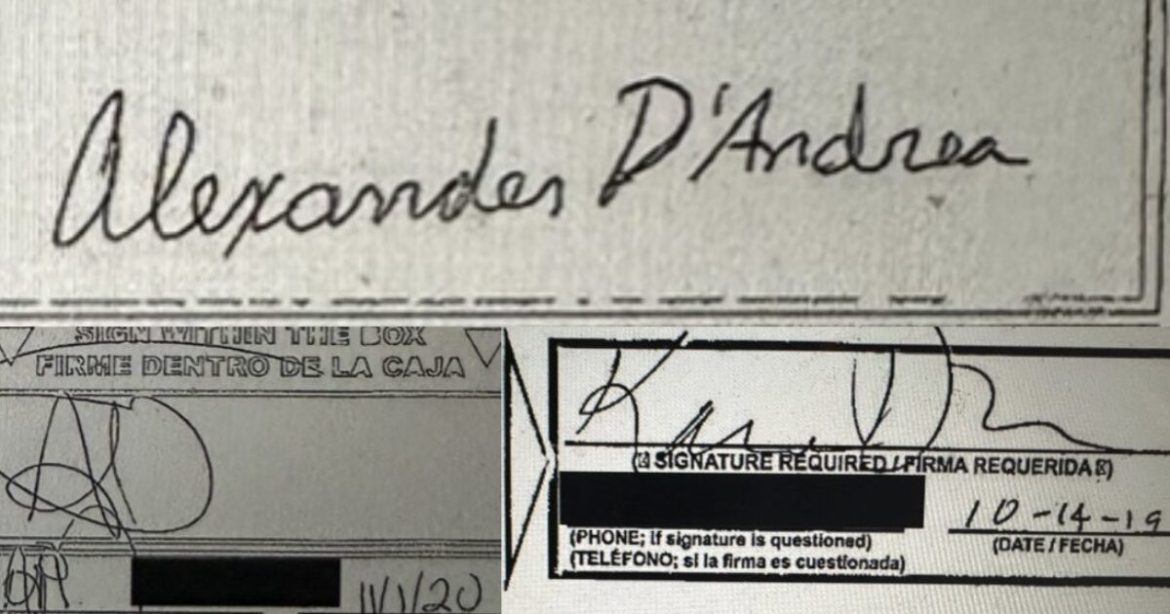 Alexander D'Andrea
SIGN WITHIN THE BOX
FIRME DENTRO DE LA CAJA
11/1/20
SIGNATURE REQUIRED / FIRMA REQUERIDA
10-14-19
(PHONE; if signature is questioned)
(DATE / FECHA)
(TELÉFONO; si la firma es cuestionada)